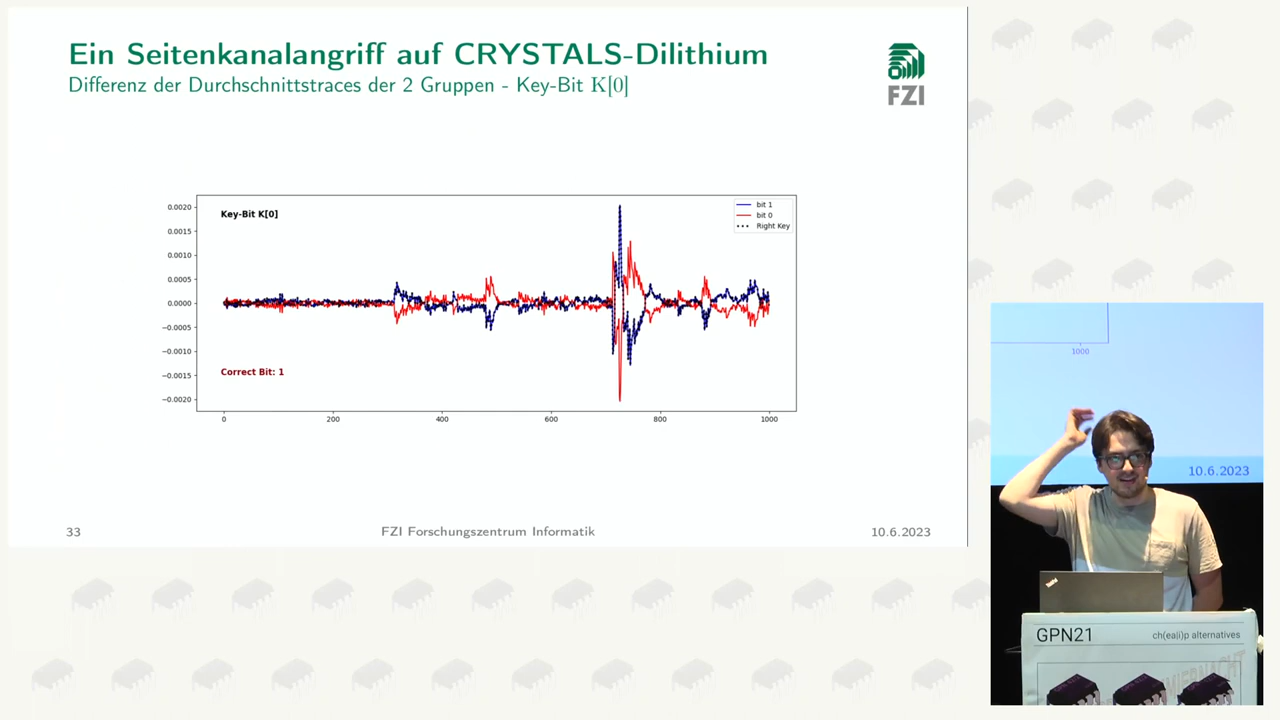 Ein Seitenkanalangriff auf CRYSTALS-Dilithium
Differenz der Durchschnittstraces der 2 Gruppen - Key-Bit K[0]
FZI
Key-Bit K[0]
bit 1
bit 0
Right Key
0.0020
0.0015
0.0010
0.0005
0.0000
−0.0005
−0.0010
−0.0015
−0.0020
Correct Bit: 1
0 200 400 600 800 1000
33 FZI Forschungszentrum Informatik 10.6.2023
1000
10.6.2023
GPN21 ch(ea|i)p alternatives